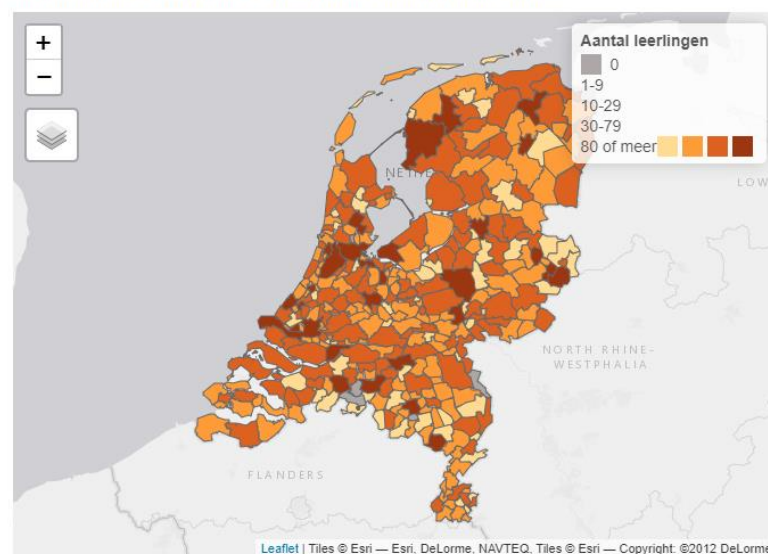 +
−
Aantal leerlingen
0
1-9
10-29
30-79
80 of meer
NETHE
LOW
NORTH RHINE-
WESTPHALIA
FLANDERS
Leaflet | Tiles © Esri — Esri, DeLorme, NAVTEQ, Tiles © Esri — Copyright: ©2012 DeLorme